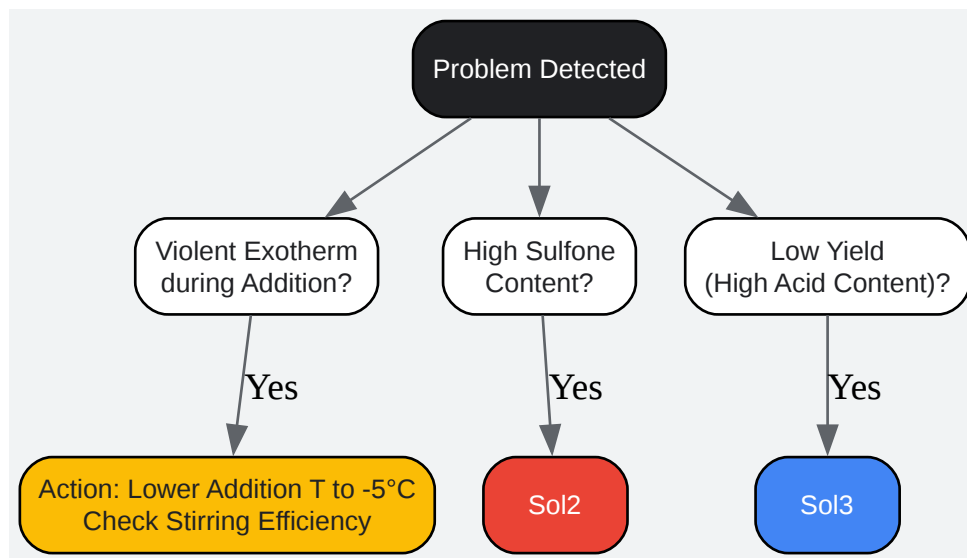 Problem Detected
Violent Exotherm
during Addition?
High Sulfone
Content?
Low Yield
(High Acid Content)?
Yes
Yes
Yes
Action: Lower Addition T to -5°C
Check Stirring Efficiency
Sol2
Sol3